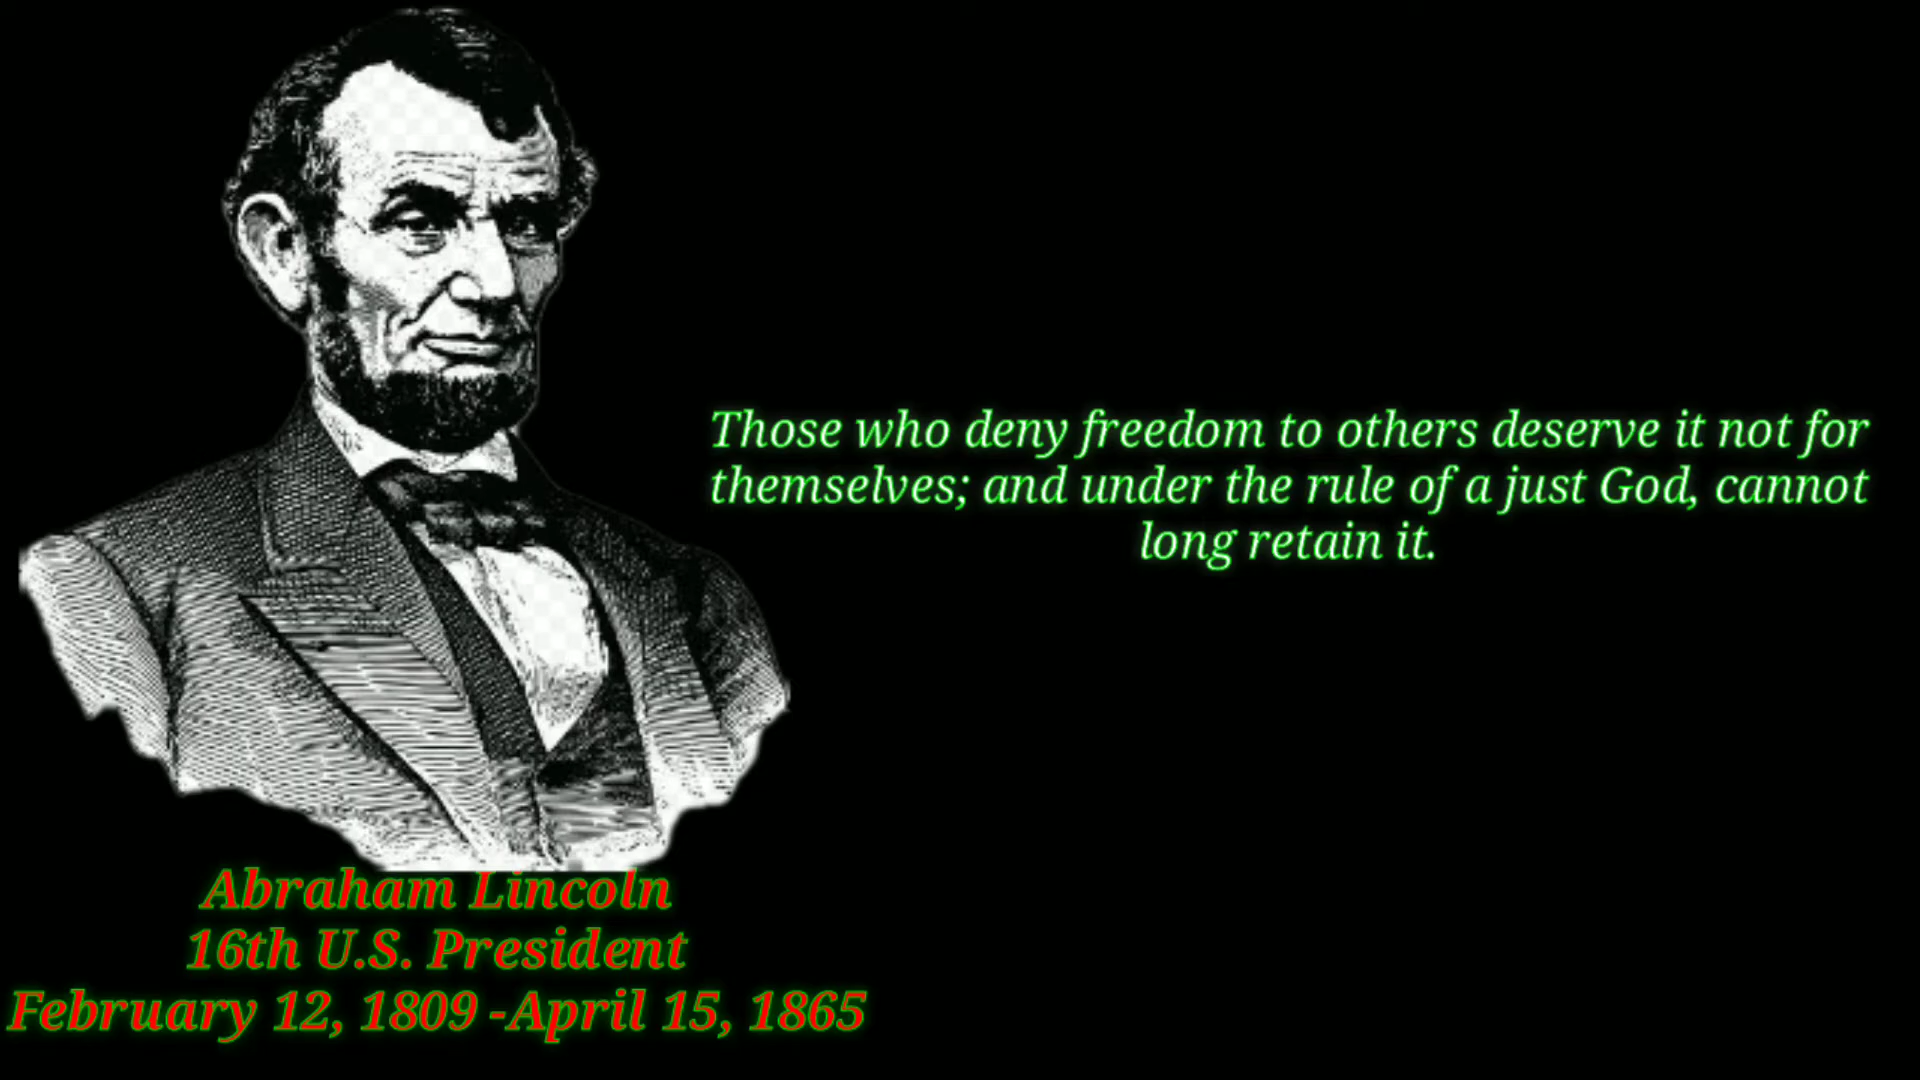 Those who deny freedom to others deserve it not for
themselves; and under the rule of a just God, cannot
long retain it.
Abraham Lincoln
16th U.S. President
February 12, 1809 -April 15, 1865